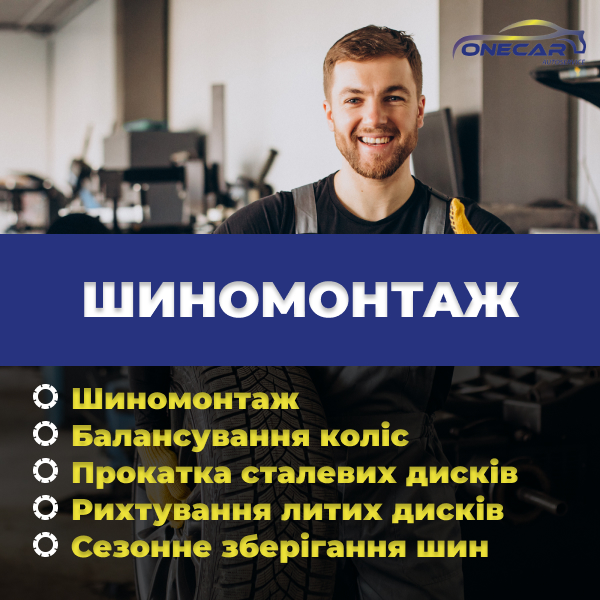 ONECAR
ШИНОМОНТАЖ
Шиномонтаж
Балансування коліс
Прокатка сталевих дисків
Рихтування литих дисків
Сезонне зберігання шин